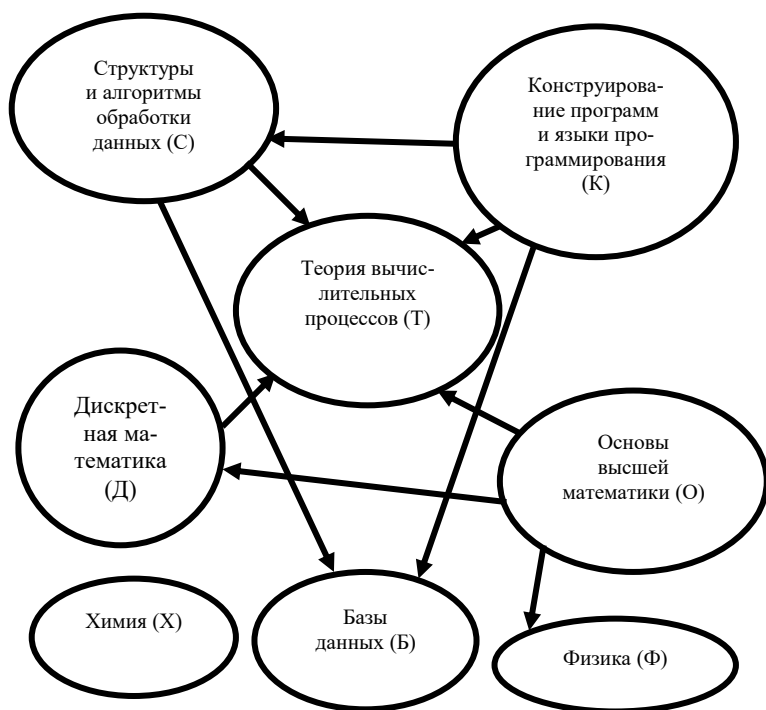 Структуры
и алгоритмы
обработки
данных (С)
Конструирова-
ние программ
и языки про-
граммирования
(К)
Теория вычис-
лительных
процессов (Т)
Дискрет-
ная ма-
тематика
(Д)
Основы
высшей
математики (О)
Химия (Х)
Базы
данных (Б)
Физика (Ф)